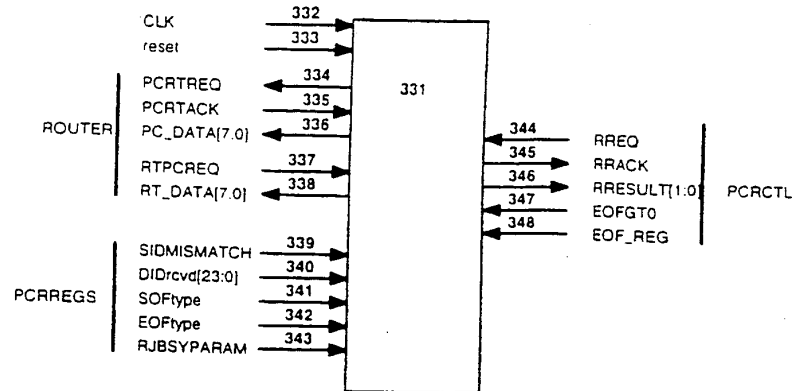 CLK 332
reset 333
PCRTREQ 334
331
PCRTACK 335
ROUTER
PC_DATA[7.0] 336
344 RREQ
345 RRACK
RTPCREQ 337
346 RRESULT[1:0] PCRCTL
RT_DATA[7.0] 338
347 EOFGT0
348 EOF_REG
SIDMISMATCH 339
DIDrcvd[23:0] 340
PCRREGS
SOFtype 341
EOFtype 342
RJBSYPARAM 343